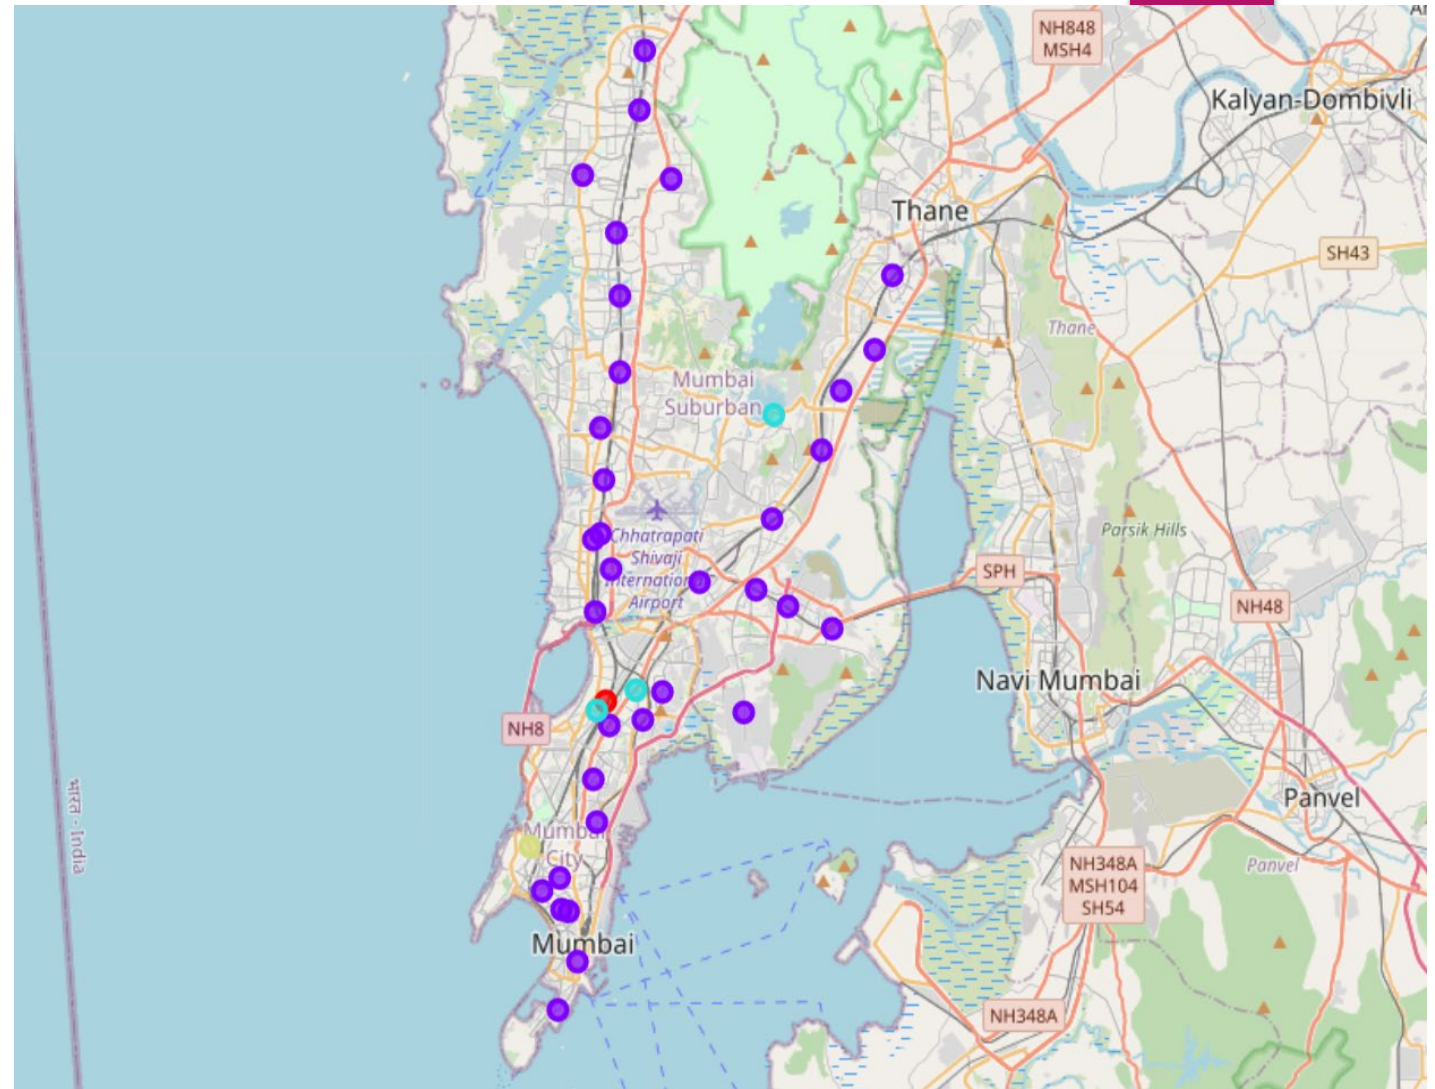 NH848
MSH4
Kalyan-Dombivli
Thane
SH43
Thane
Mumbai
Suburban
Chhatrapati
Shivaji
Internation
Airport
Parsik Hills
SPH
NH48
Navi Mumbai
NH8
Panvel
भारत - India
Mumbai
City
NH348A
MSH104
SH54
Panvel
Mumbai
NH348A